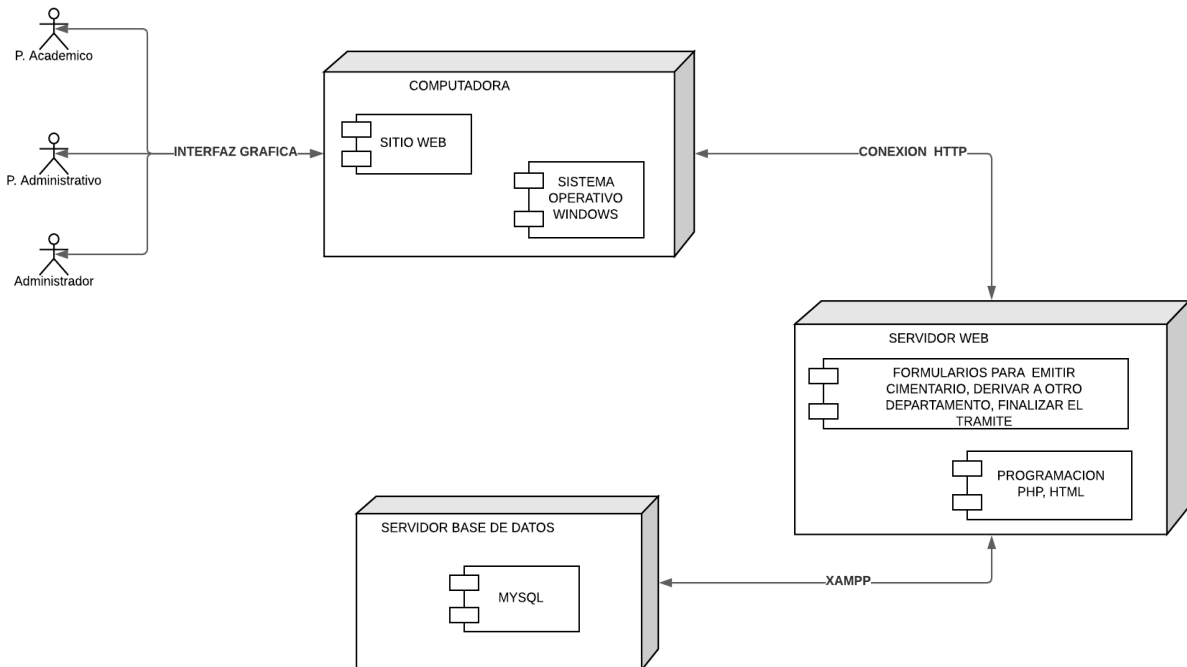 P. Academico
P. Administrativo
Administrador
INTERFAZ GRAFICA
COMPUTADORA
SITIO WEB
SISTEMA
OPERATIVO
WINDOWS
CONEXION HTTP
SERVIDOR WEB
FORMULARIOS PARA EMITIR
CIMENTARIO, DERIVAR A OTRO
DEPARTAMENTO, FINALIZAR EL
TRAMITE
PROGRAMACION
PHP, HTML
XAMPP
SERVIDOR BASE DE DATOS
MYSQL